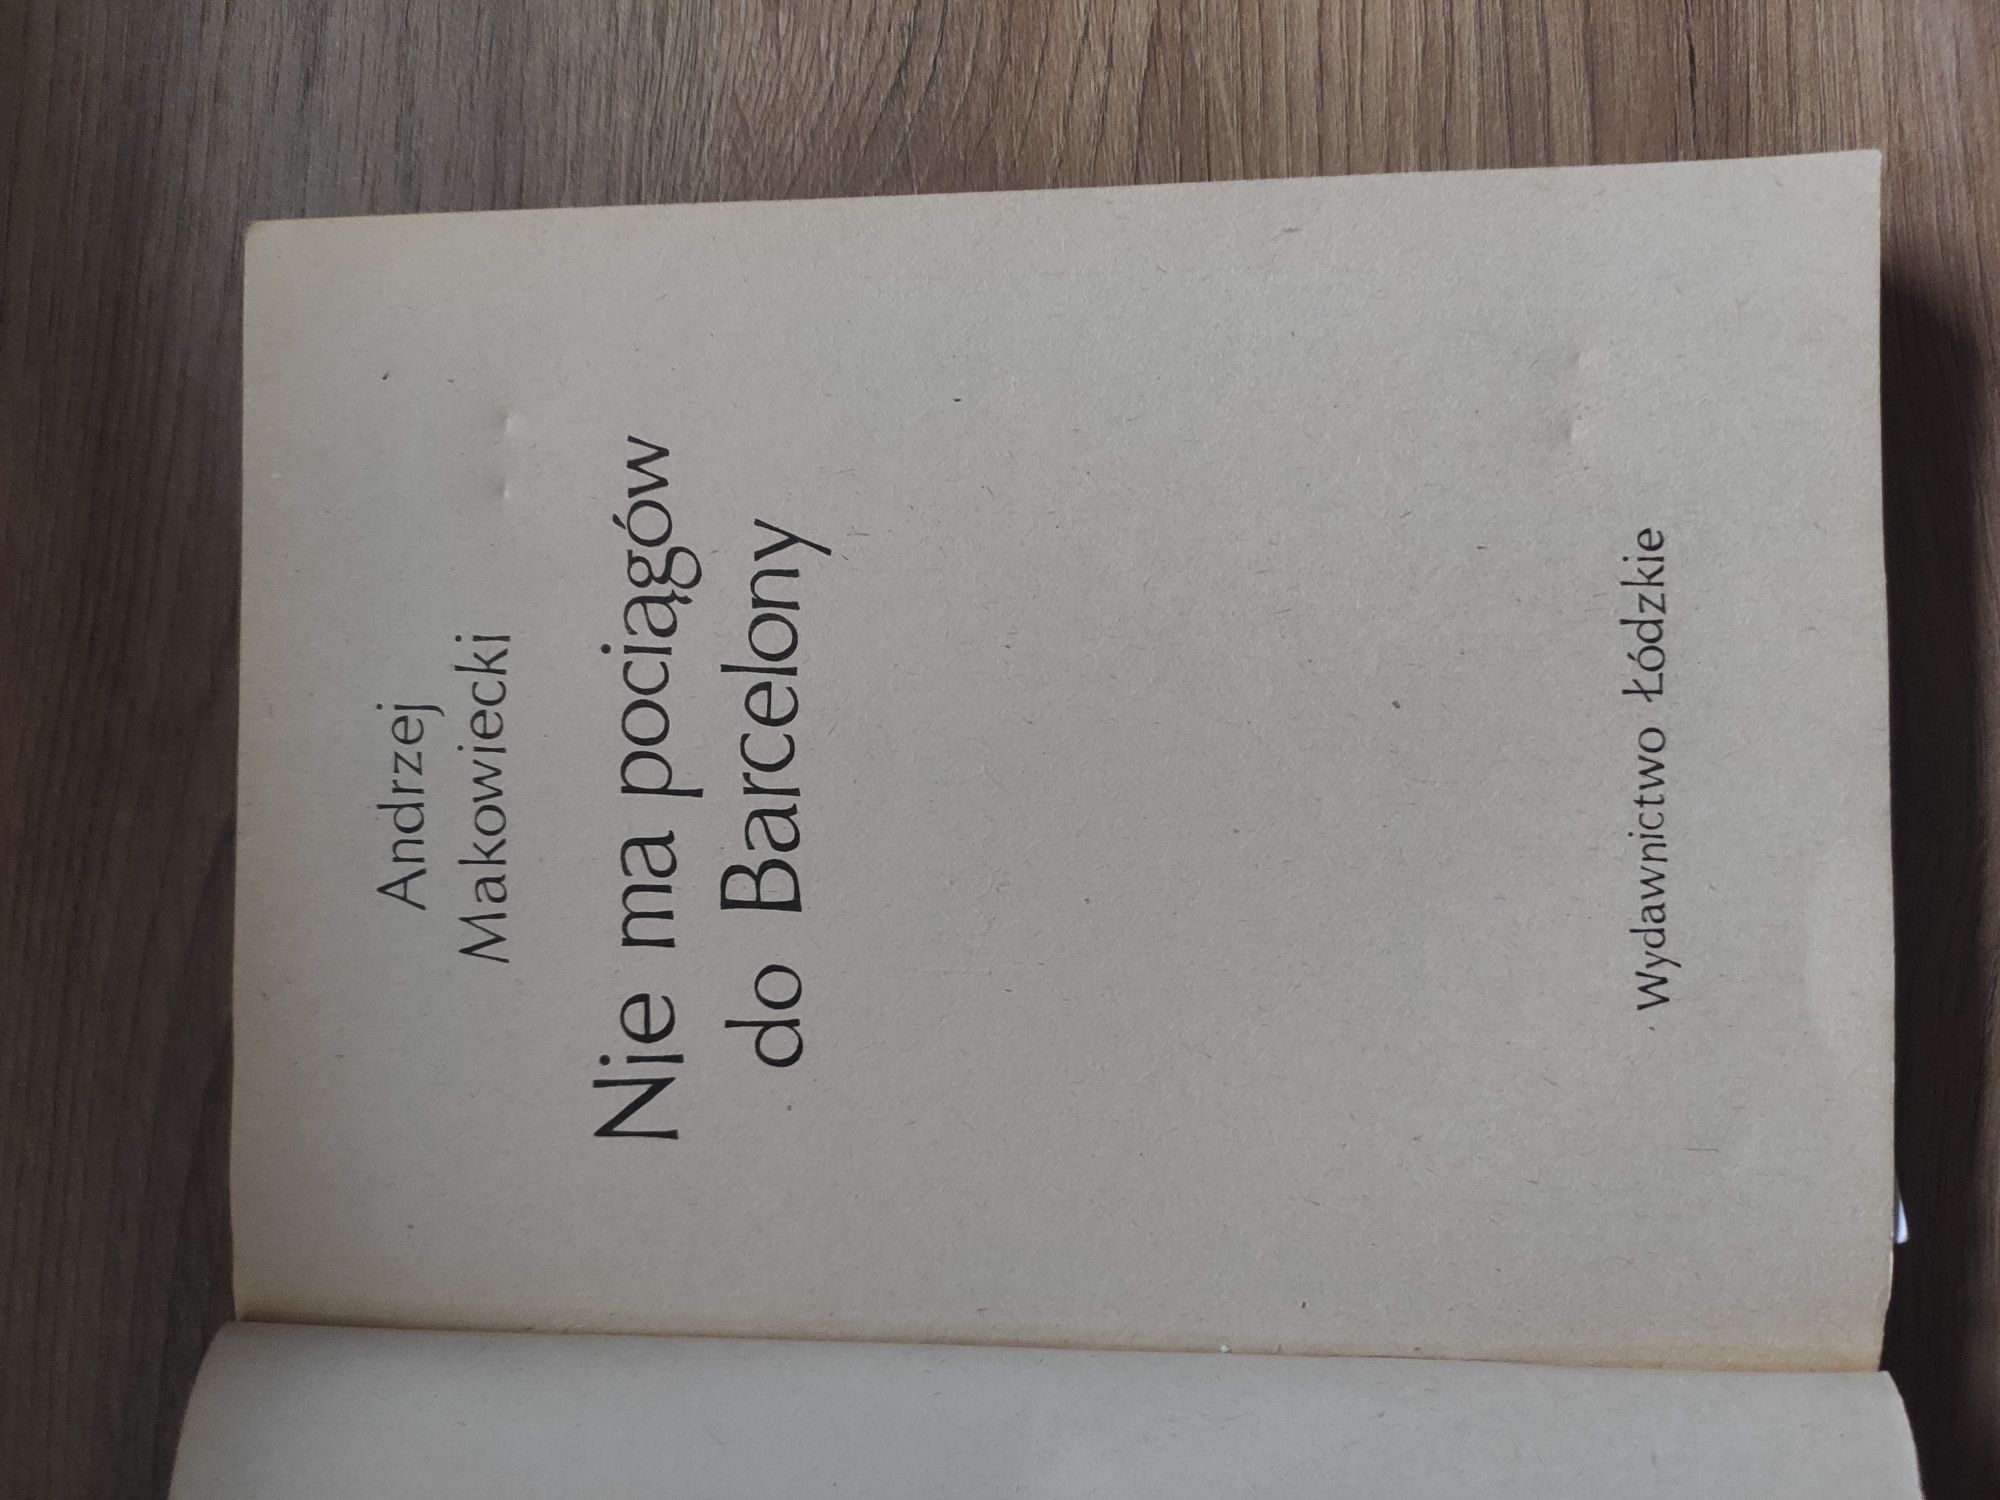 Andrzej
Makowiecki
Nie ma pociągów
do Barcelony
Wydawnictwo Łódzkie